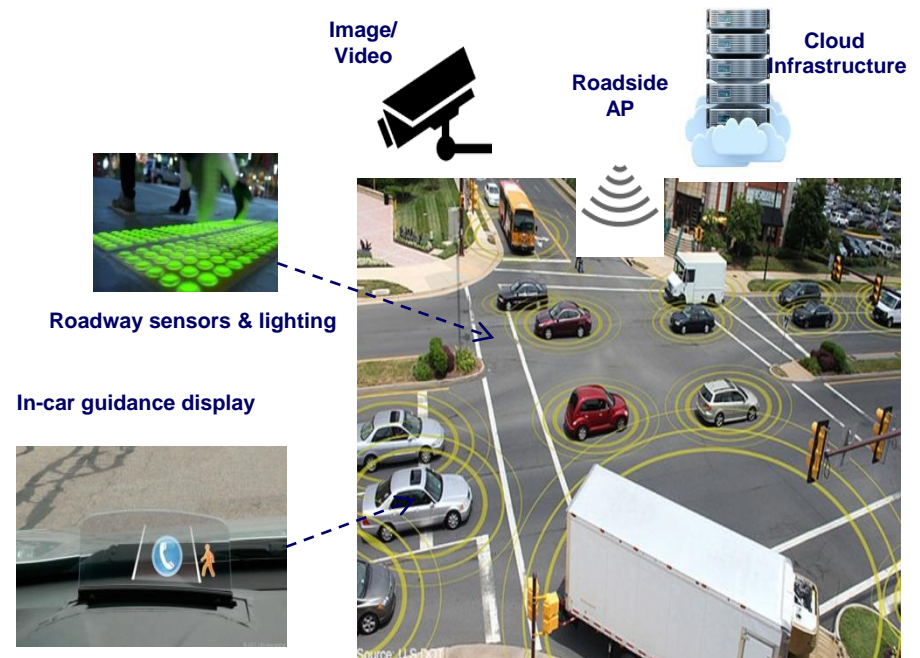 Image/
Video
Cloud
Infrastructure
Roadside
AP
Roadway sensors & lighting
In-car guidance display
Source: U.S DOT